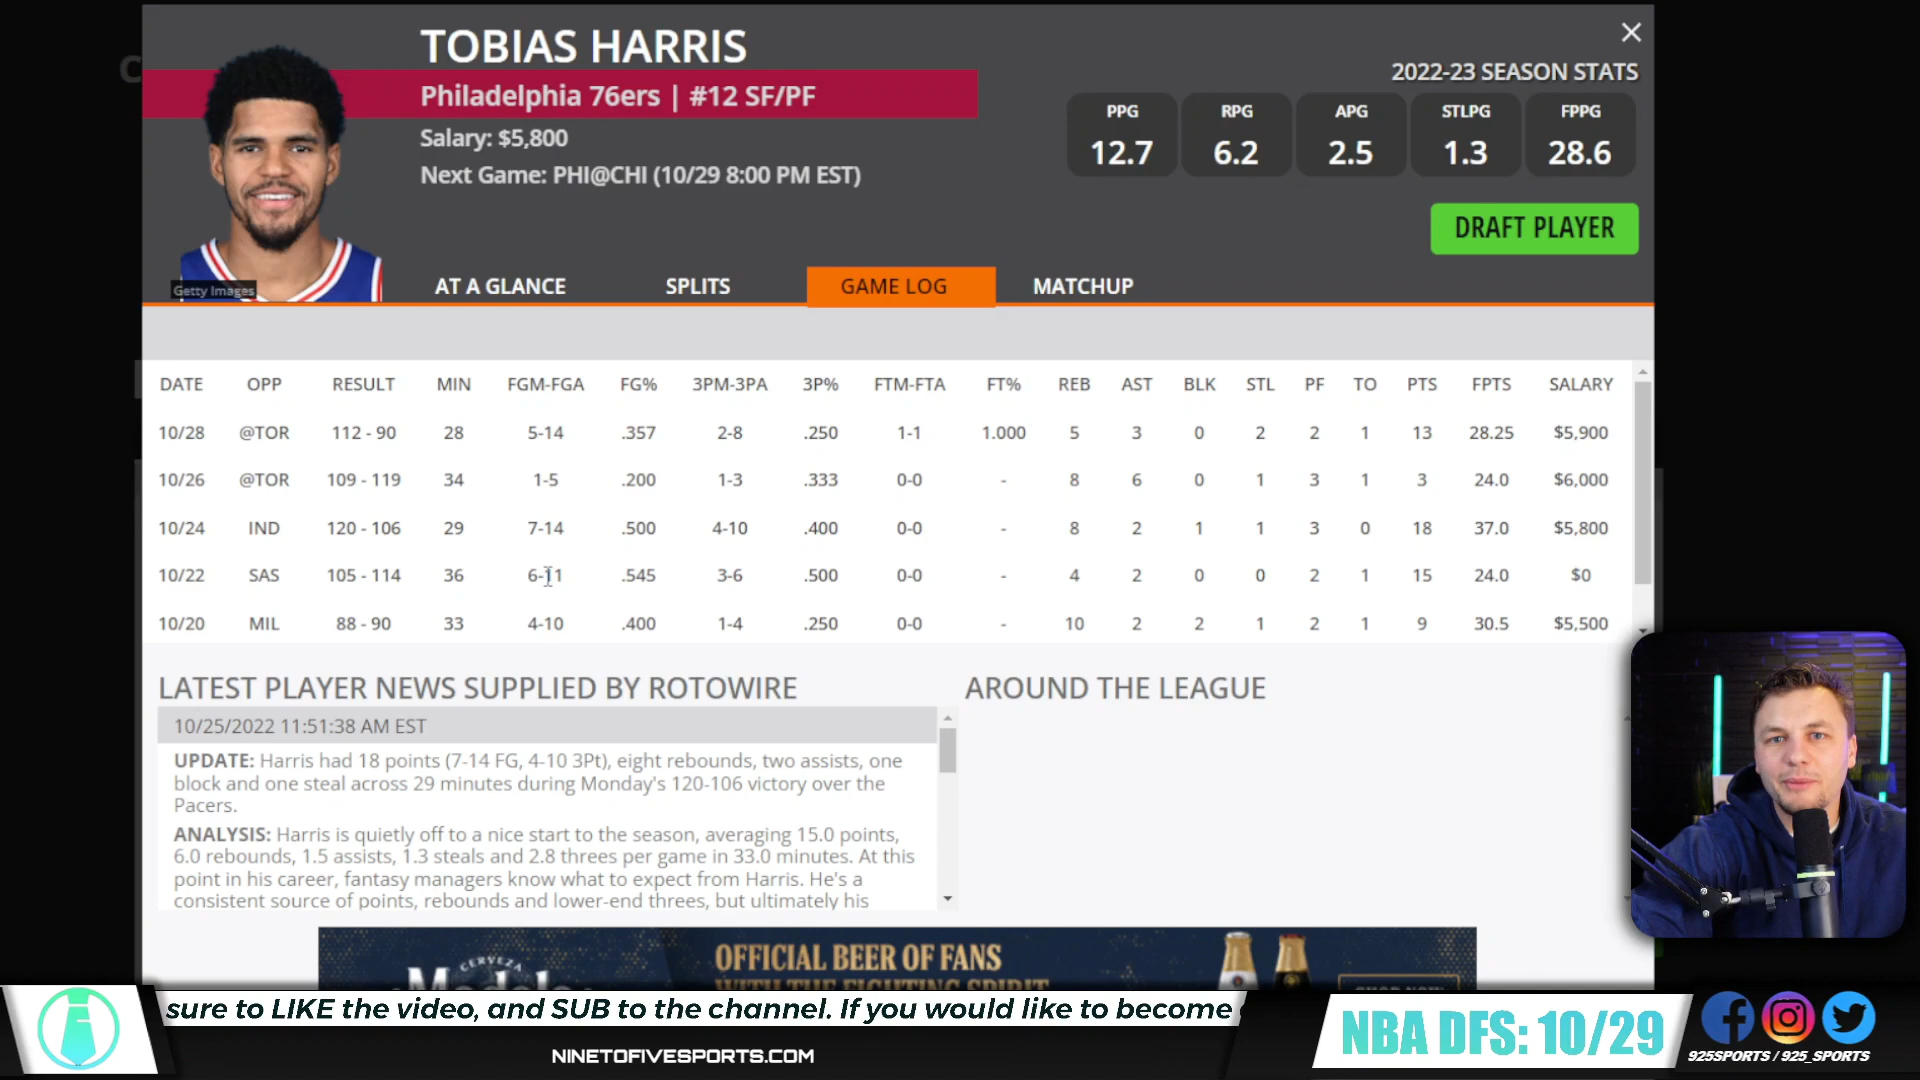 TOBIAS HARRIS
Philadelphia 76ers | #12 SF/PF
Salary: $5,800
Next Game: PHI@CHI (10/29 8:00 PM EST)
Getty Images
2022-23 SEASON STATS
PPG RPG APG STLPG FPPG
12.7 6.2 2.5 1.3 28.6
DRAFT PLAYER
AT A GLANCE SPLITS GAME LOG MATCHUP
DATE OPP RESULT MIN FGM-FGA FG% 3PM-3PA 3P% FTM-FTA FT% REB AST BLK STL PF TO PTS FPTS SALARY
10/28 @TOR 112 - 90 28 5-14 .357 2-8 .250 1-1 1.000 5 3 0 2 2 1 13 28.25 $5,900
10/26 @TOR 109 - 119 34 1-5 .200 1-3 .333 0-0 - 8 6 0 1 3 1 3 24.0 $6,000
10/24 IND 120 - 106 29 7-14 .500 4-10 .400 0-0 - 8 2 1 1 3 0 18 37.0 $5,800
10/22 SAS 105 - 114 36 6-11 .545 3-6 .500 0-0 - 4 2 0 0 2 1 15 24.0 $0
10/20 MIL 88 - 90 33 4-10 .400 1-4 .250 0-0 - 10 2 2 1 2 1 9 30.5 $5,500
LATEST PLAYER NEWS SUPPLIED BY ROTOWIRE
AROUND THE LEAGUE
10/25/2022 11:51:38 AM EST
UPDATE: Harris had 18 points (7-14 FG, 4-10 3Pt), eight rebounds, two assists, one
block and one steal across 29 minutes during Monday's 120-106 victory over the
Pacers.
ANALYSIS: Harris is quietly off to a nice start to the season, averaging 15.0 points,
6.0 rebounds, 1.5 assists, 1.3 steals and 2.8 threes per game in 33.0 minutes. At this
point in his career, fantasy managers know what to expect from Harris. He's a
consistent source of points, rebounds and lower-end threes, but ultimately his
CERVEZA
OFFICIAL BEER OF FANS
WITH THE FIGHTING SPIRIT
SHOP NOW
sure to LIKE the video, and SUB to the channel. If you would like to become
NINETOFIVESPORTS.COM
NBA DFS: 10/29
925SPORTS / 925_SPORTS